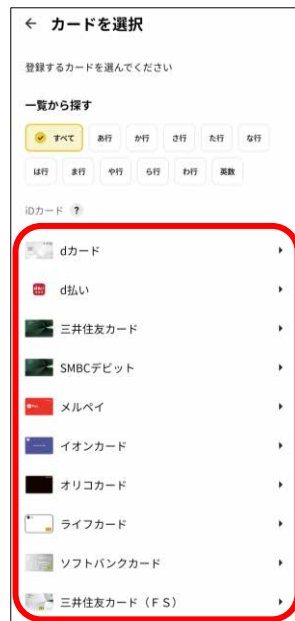 ← カードを選択
登録するカードを選んでください
一覧から探す
すべて あ行 か行 さ行 た行 な行
は行 ま行 や行 ら行 わ行 英数
iDカード ?
dカード
d払い
三井住友カード
SMBCデビット
メルペイ
イオンカード
オリコカード
ライフカード
ソフトバンクカード
三井住友カード（ＦＳ）